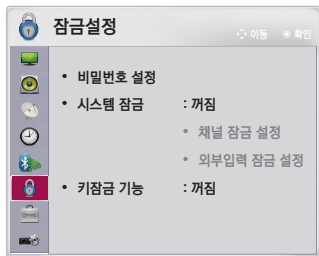 잠금설정
이동 확인
• 비밀번호 설정
• 시스템 잠금 : 꺼짐
• 채널 잠금 설정
• 외부입력 잠금 설정
• 키잠금 기능 : 꺼짐